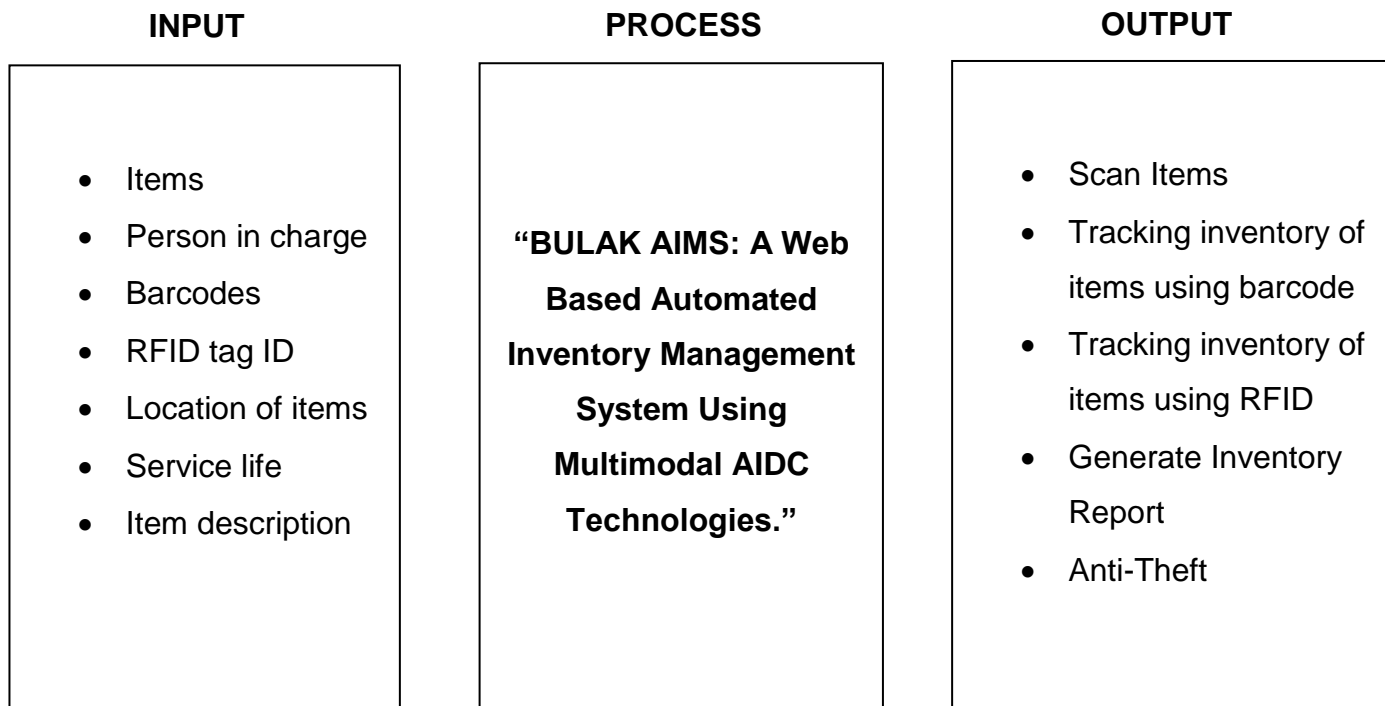 INPUT
PROCESS
OUTPUT
• Items
• Person in charge
• Barcodes
• RFID tag ID
• Location of items
• Service life
• Item description
“BULAK AIMS: A Web
Based Automated
Inventory Management
System Using
Multimodal AIDC
Technologies.”
• Scan Items
• Tracking inventory of
items using barcode
• Tracking inventory of
items using RFID
• Generate Inventory
Report
• Anti-Theft